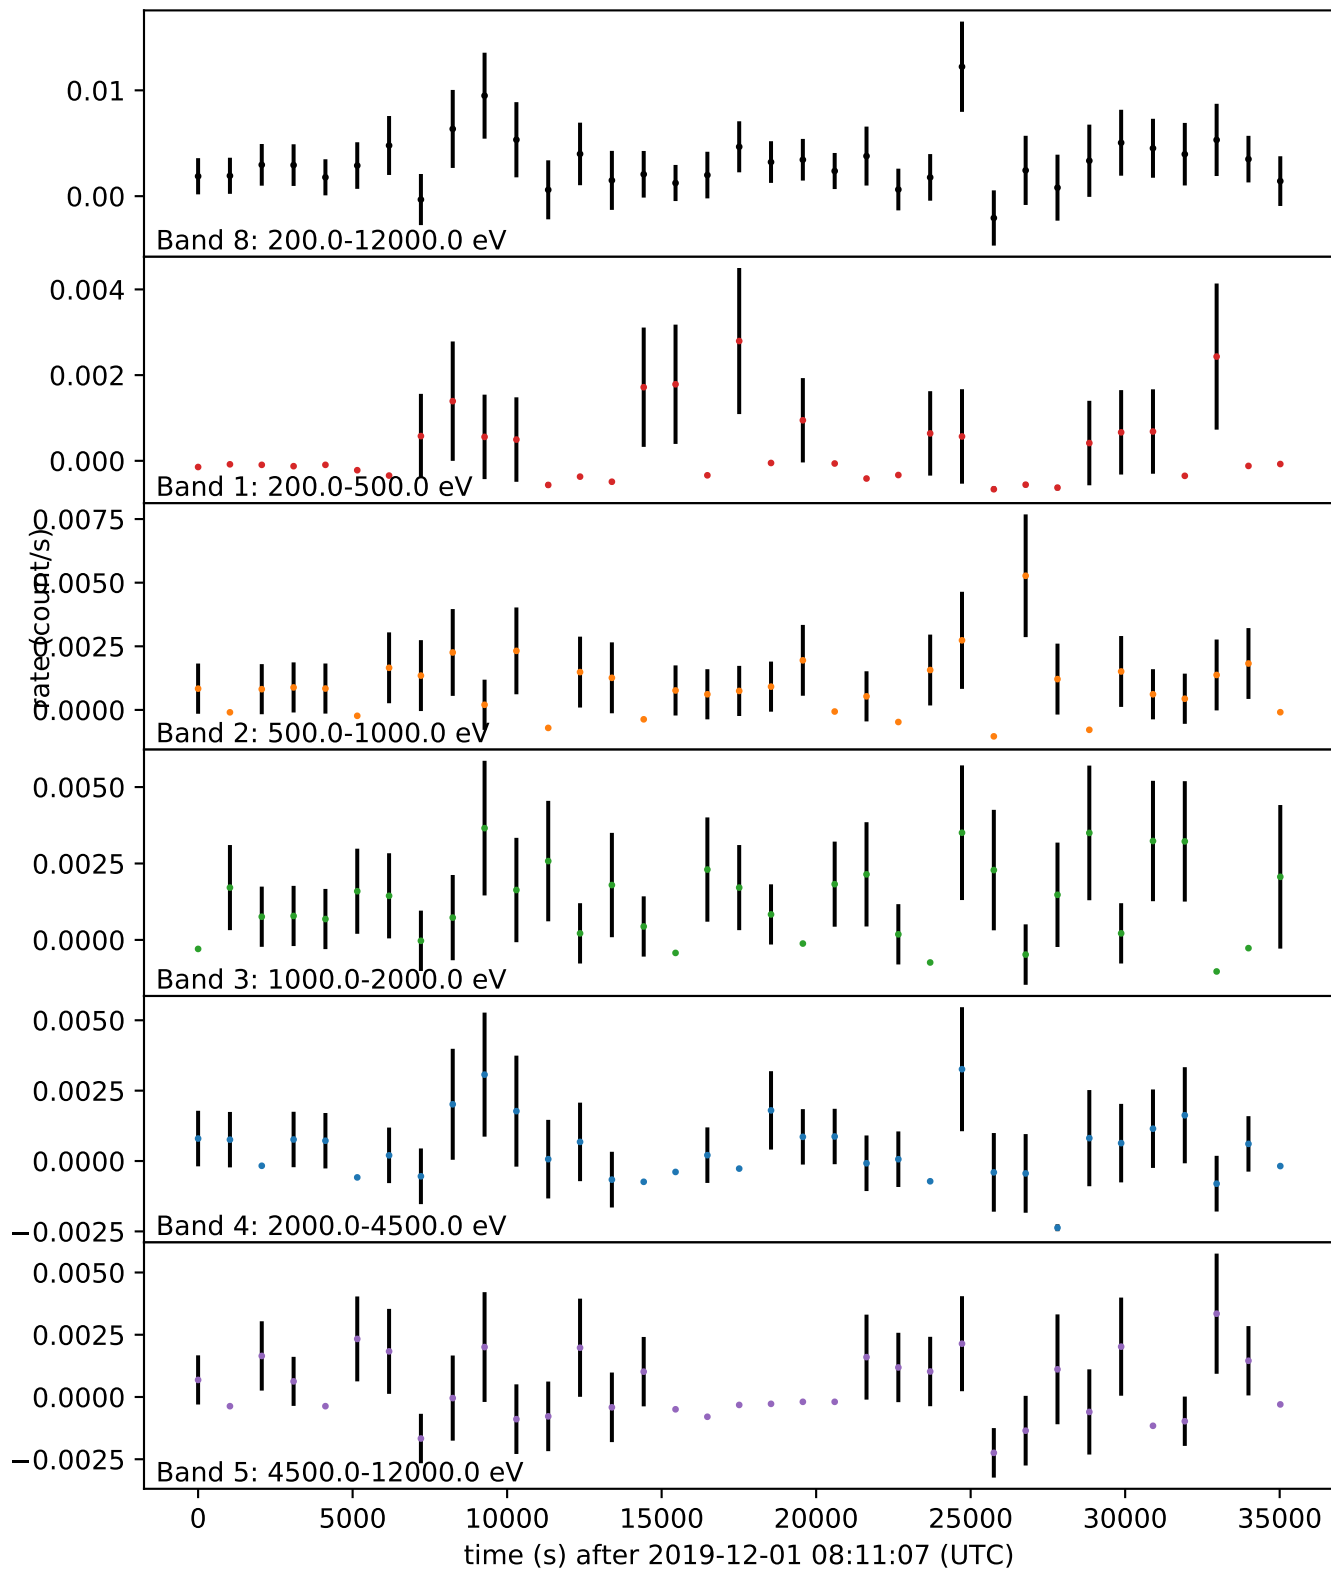 0.01
0.00
Band 8: 200.0-12000.0 eV
0.004
0.002
0.000
Band 1: 200.0-500.0 eV
rate (count/s)
0.0075
0.0050
0.0025
0.0000
Band 2: 500.0-1000.0 eV
0.0050
0.0025
0.0000
Band 3: 1000.0-2000.0 eV
0.0050
0.0025
0.0000
−0.0025
Band 4: 2000.0-4500.0 eV
0.0050
0.0025
0.0000
−0.0025
Band 5: 4500.0-12000.0 eV
0 5000 10000 15000 20000 25000 30000 35000
time (s) after 2019-12-01 08:11:07 (UTC)